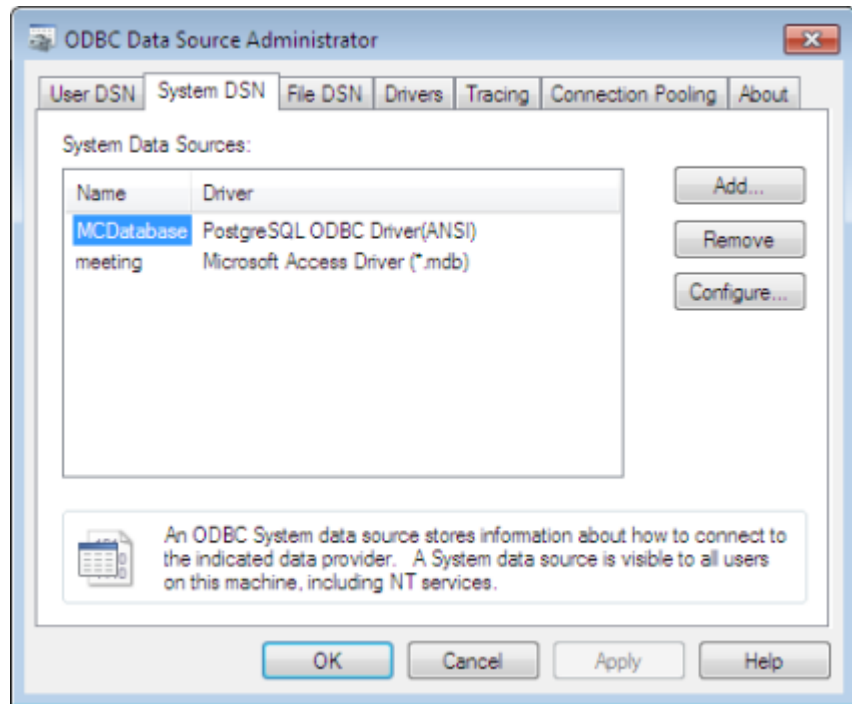 ODBC Data Source Administrator
User DSN System DSN File DSN Drivers Tracing Connection Pooling About
System Data Sources:
Name Driver
MCDatabase PostgreSQL ODBC Driver(ANSI)
meeting Microsoft Access Driver (*.mdb)
Add...
Remove
Configure...
An ODBC System data source stores information about how to connect to
the indicated data provider. A System data source is visible to all users
on this machine, including NT services.
OK Cancel Apply Help